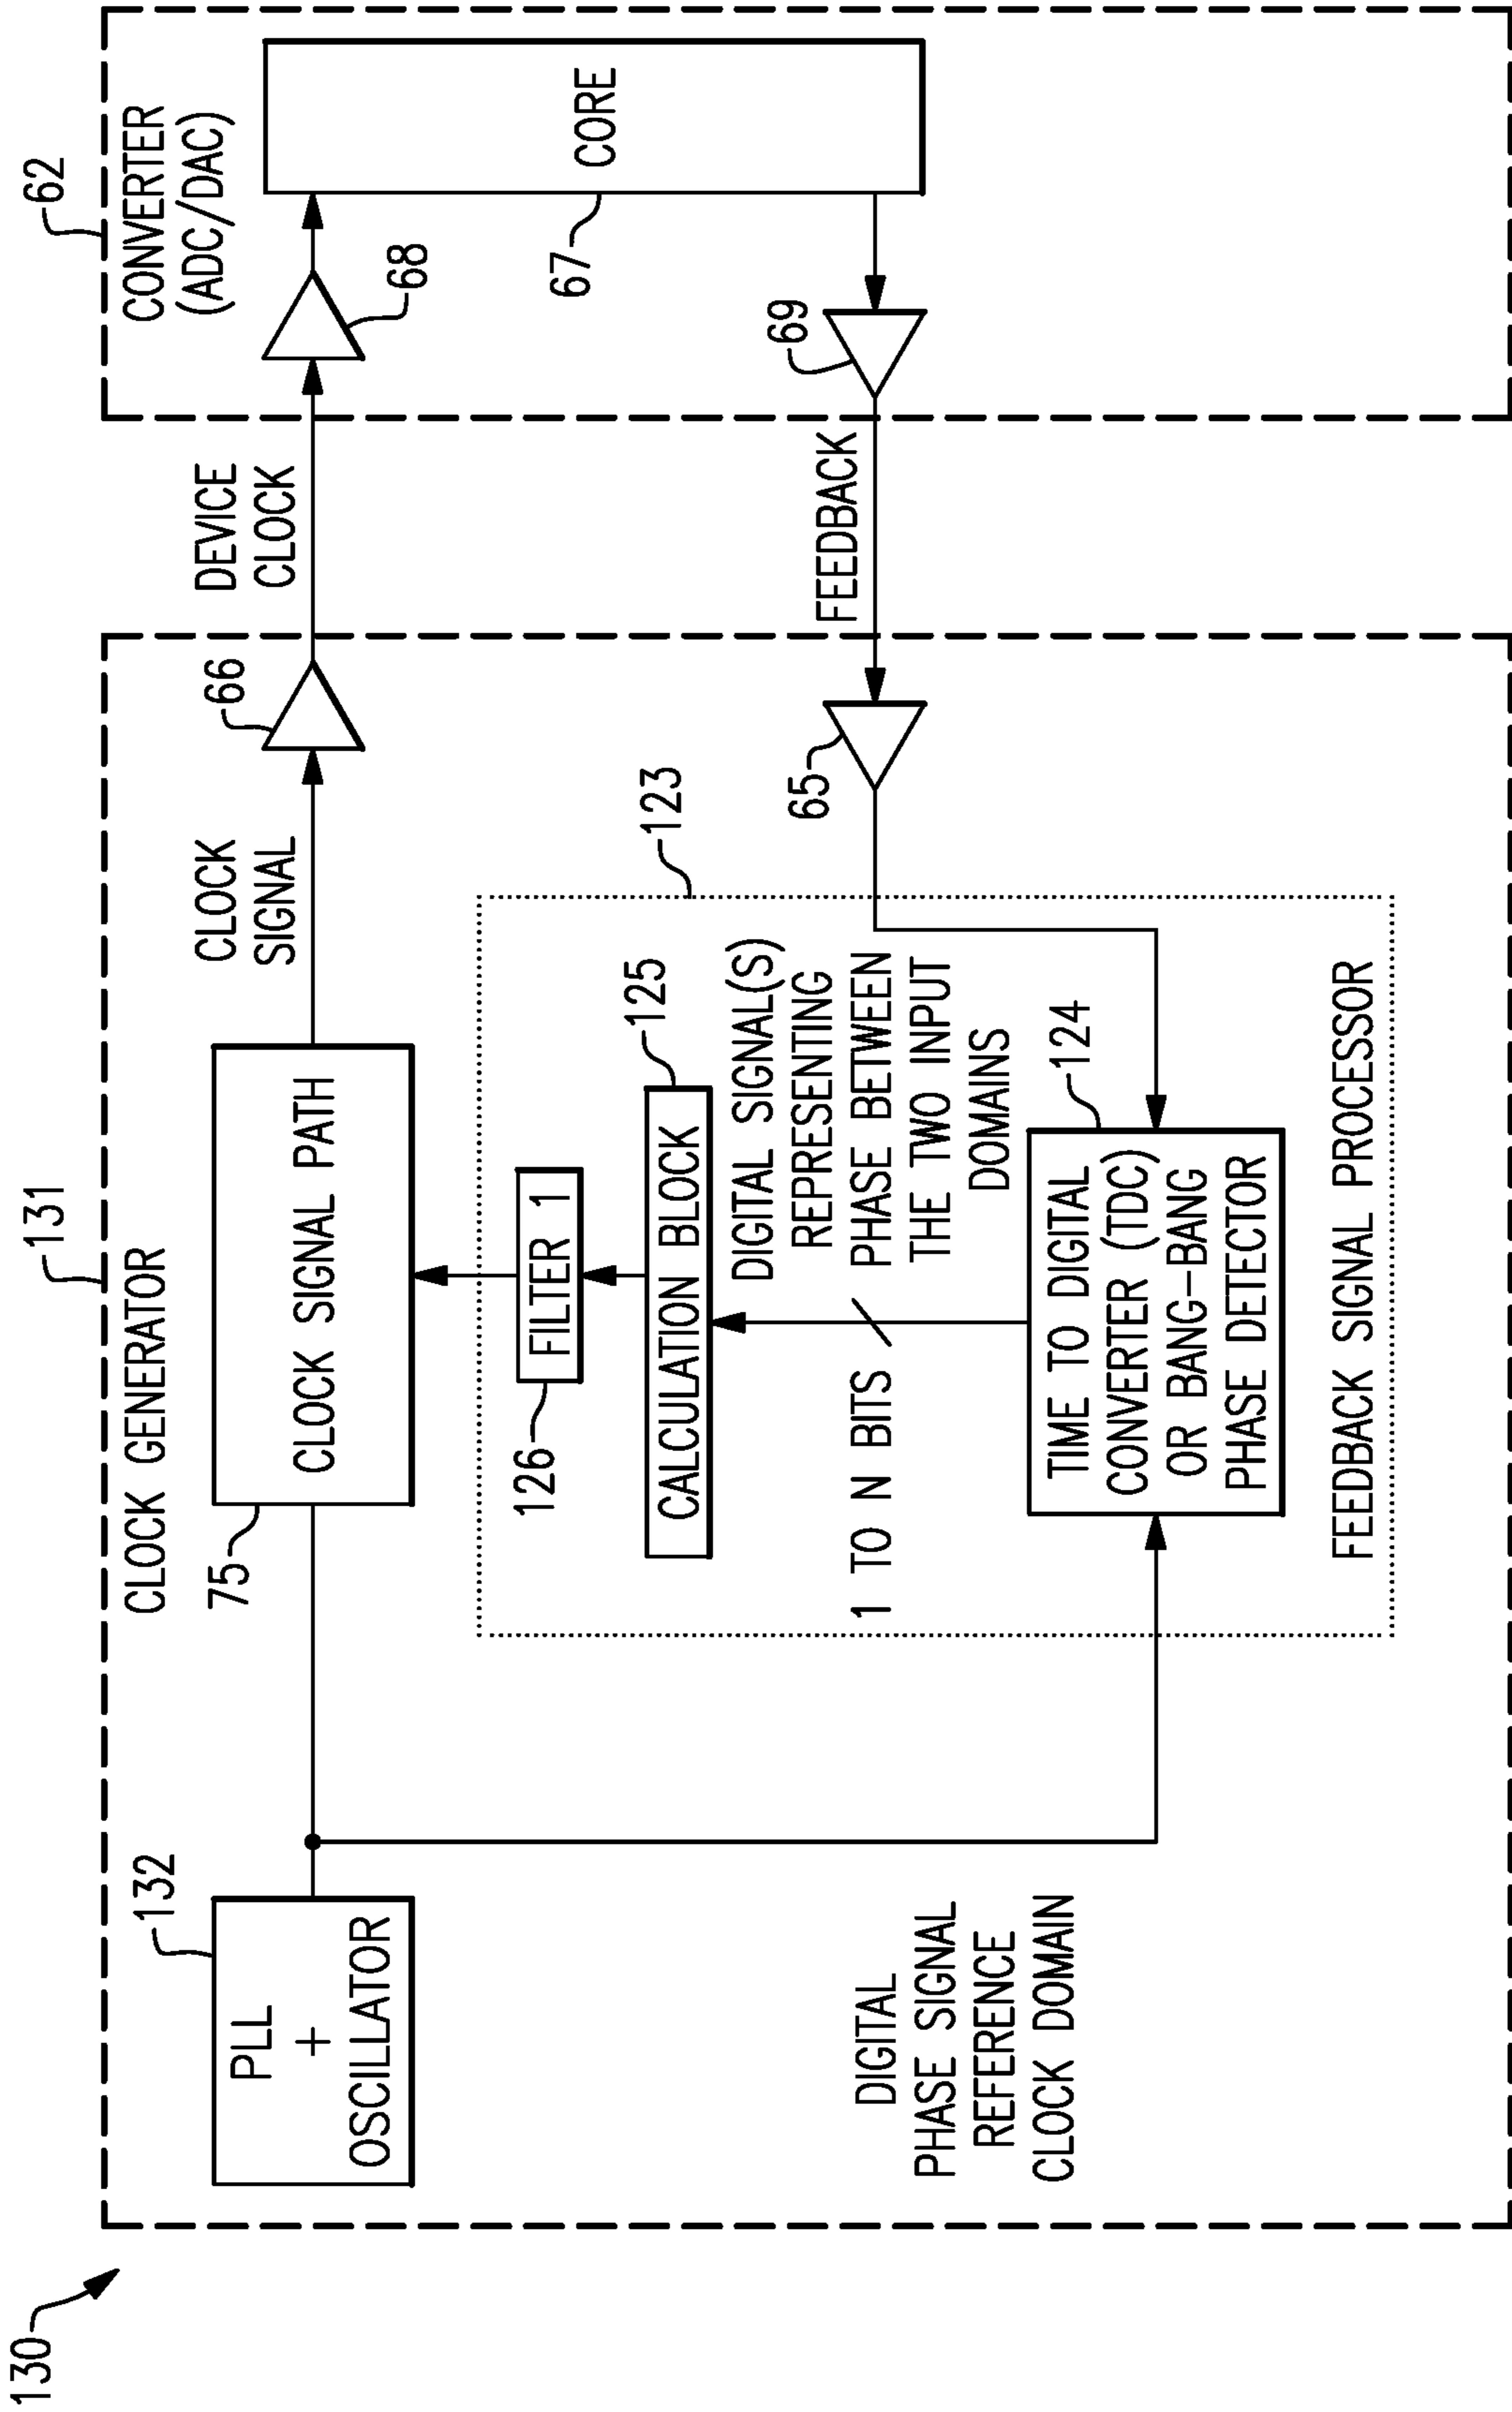 130
131
CLOCK GENERATOR
132
PLL
+
OSCILLATOR
75
CLOCK SIGNAL PATH
CLOCK
SIGNAL
66
DEVICE
CLOCK
62
CONVERTER
(ADC/DAC)
68
CORE
67
69
FEEDBACK
65
123
126
FILTER 1
125
CALCULATION BLOCK
1 TO N BITS
DIGITAL SIGNAL(S)
REPRESENTING
PHASE BETWEEN
THE TWO INPUT
DOMAINS
124
TIME TO DIGITAL
CONVERTER (TDC)
OR BANG-BANG
PHASE DETECTOR
FEEDBACK SIGNAL PROCESSOR
DIGITAL
PHASE SIGNAL
REFERENCE
CLOCK DOMAIN